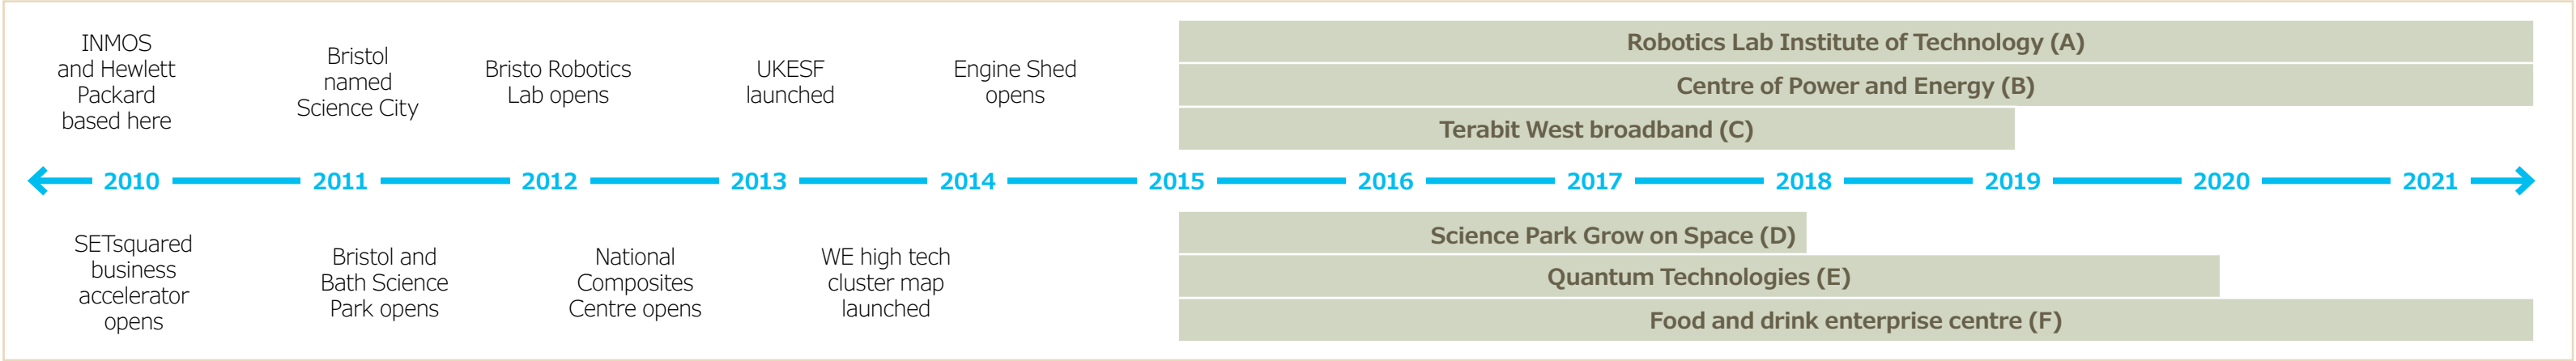 INMOS
and Hewlett
Packard
based here
Bristol
named
Science City
Bristo Robotics
Lab opens
UKESF
launched
Engine Shed
opens
Robotics Lab Institute of Technology (A)
Centre of Power and Energy (B)
Terabit West broadband (C)
2010 2011 2012 2013 2014 2015 2016 2017 2018 2019 2020 2021
SETsquared
business
accelerator
opens
Bristol and
Bath Science
Park opens
National
Composites
Centre opens
WE high tech
cluster map
launched
Science Park Grow on Space (D)
Quantum Technologies (E)
Food and drink enterprise centre (F)